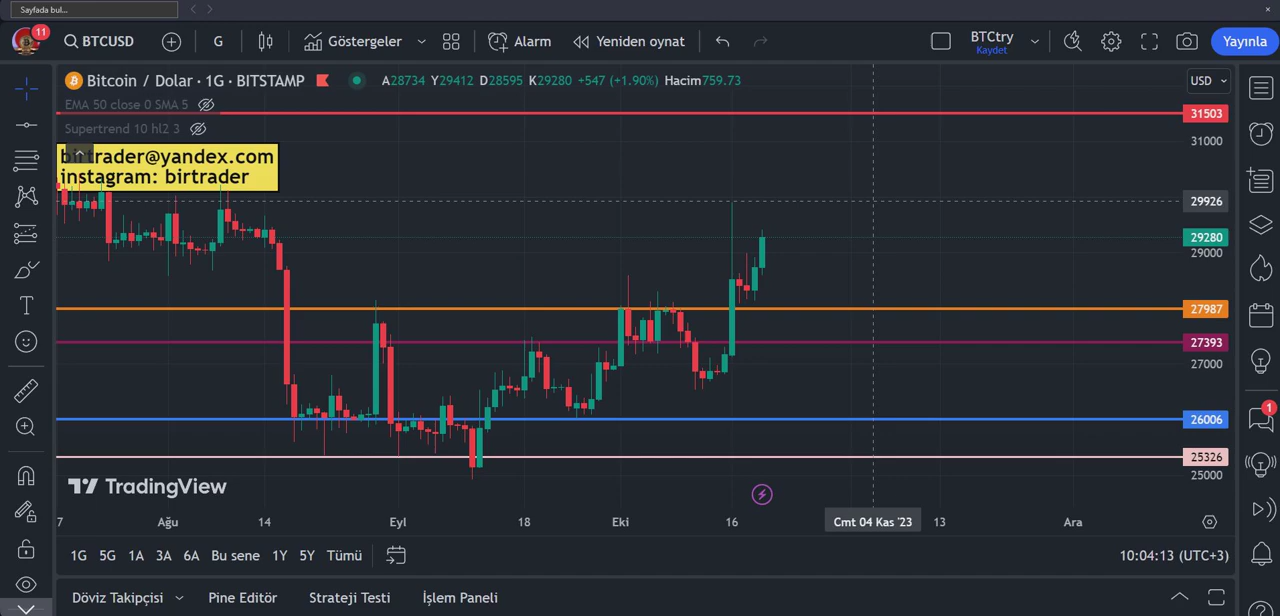 Sayfada bul...
11
BTCUSD
G
Göstergeler
Alarm
Yeniden oynat
BTCtry
Kaydet
Yayınla
Bitcoin / Dolar · 1G · BITSTAMP
A28734 Y29412 D28595 K29280 +547 (+1.90%) Hacim759.73
USD
EMA 50 close 0 SMA 5
Supertrend 10 hl2 3
31503
31000
birtrader@yandex.com
instagram: birtrader
29926
29280
29000
27987
27393
27000
26006
1
25326
25000
TradingView
7
Ağu
14
Eyl
18
Eki
16
Cmt 04 Kas '23
13
Ara
1G
5G
1A
3A
6A
Bu sene
1Y
5Y
Tümü
10:04:13 (UTC+3)
Döviz Takipçisi
Pine Editör
Strateji Testi
İşlem Paneli